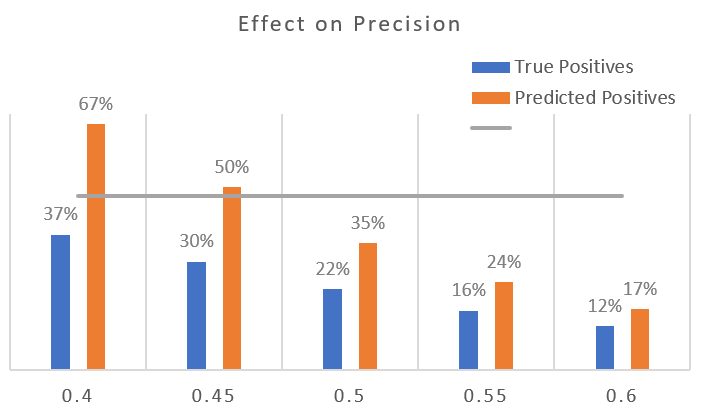 Effect on Precision
True Positives
Predicted Positives
67%
50%
37%
35%
30%
24%
22%
17%
16%
12%
0.4 0.45 0.5 0.55 0.6